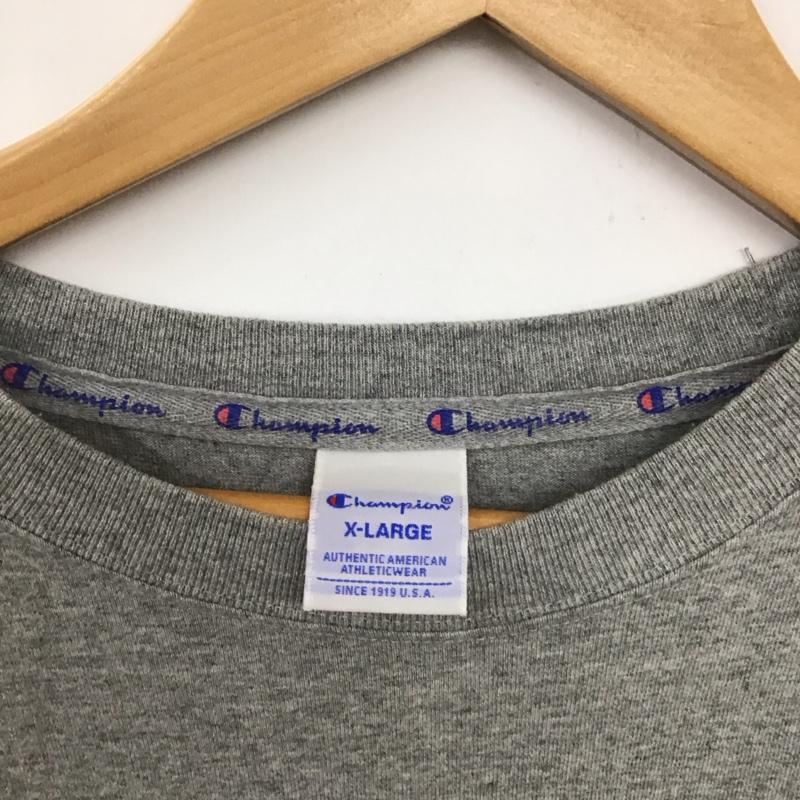 Champion Champion Champion Champion
Champion®
X-LARGE
AUTHENTIC AMERICAN
ATHLETICWEAR
SINCE 1919 U.S.A.